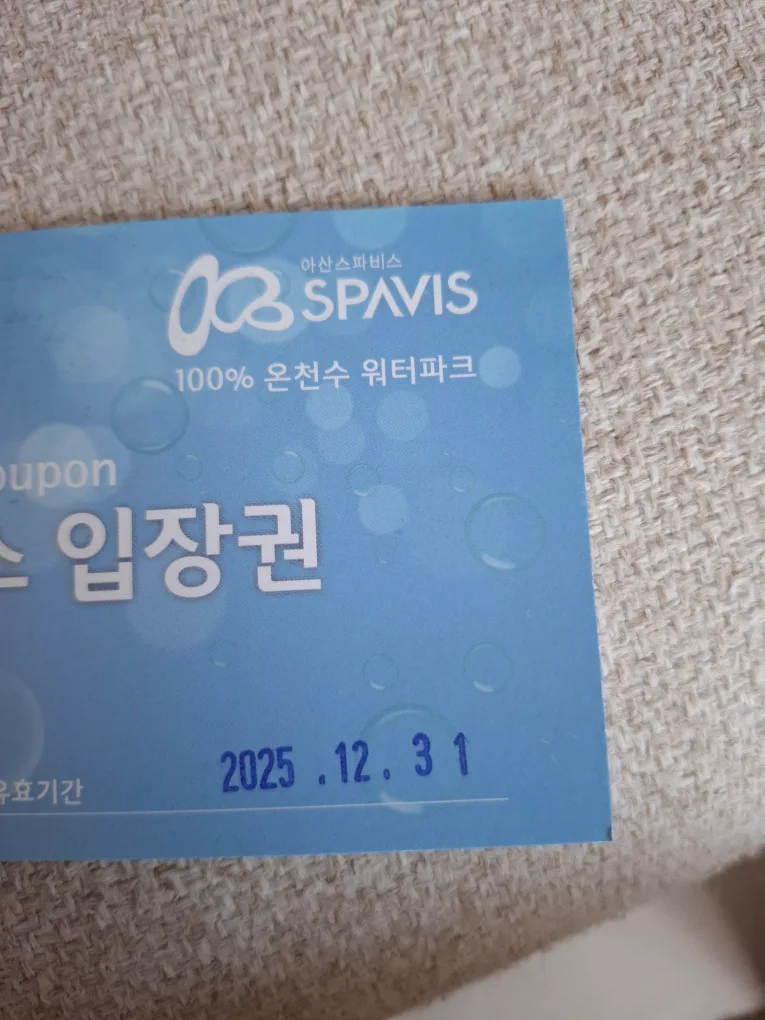 아산스파비스
SPAVIS
100% 온천수 워터파크
입장권
유효기간 2025.12.31